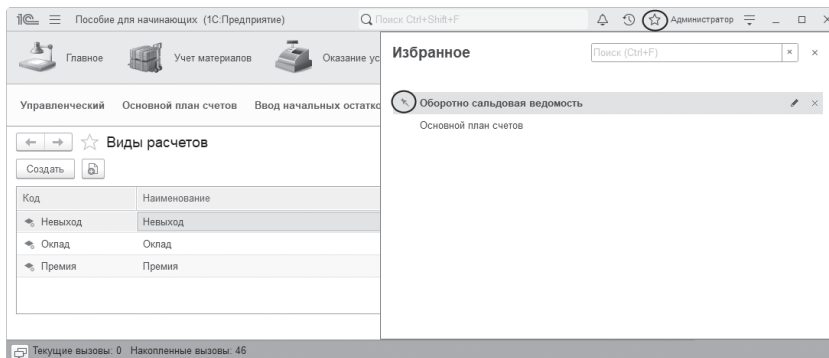 1С Пособие для начинающих (1С:Предприятие) Поиск Ctrl+Shift+F Администратор
Главное Учет материалов Оказание ус
Избранное Поиск (Ctrl+F)
Управленческий Основной план счетов Ввод начальных остатко
Оборотно сальдовая ведомость
Основной план счетов
Виды расчетов
Создать
Код Наименование
Невыход Невыход
Оклад Оклад
Премия Премия
Текущие вызовы: 0 Накопленные вызовы: 46